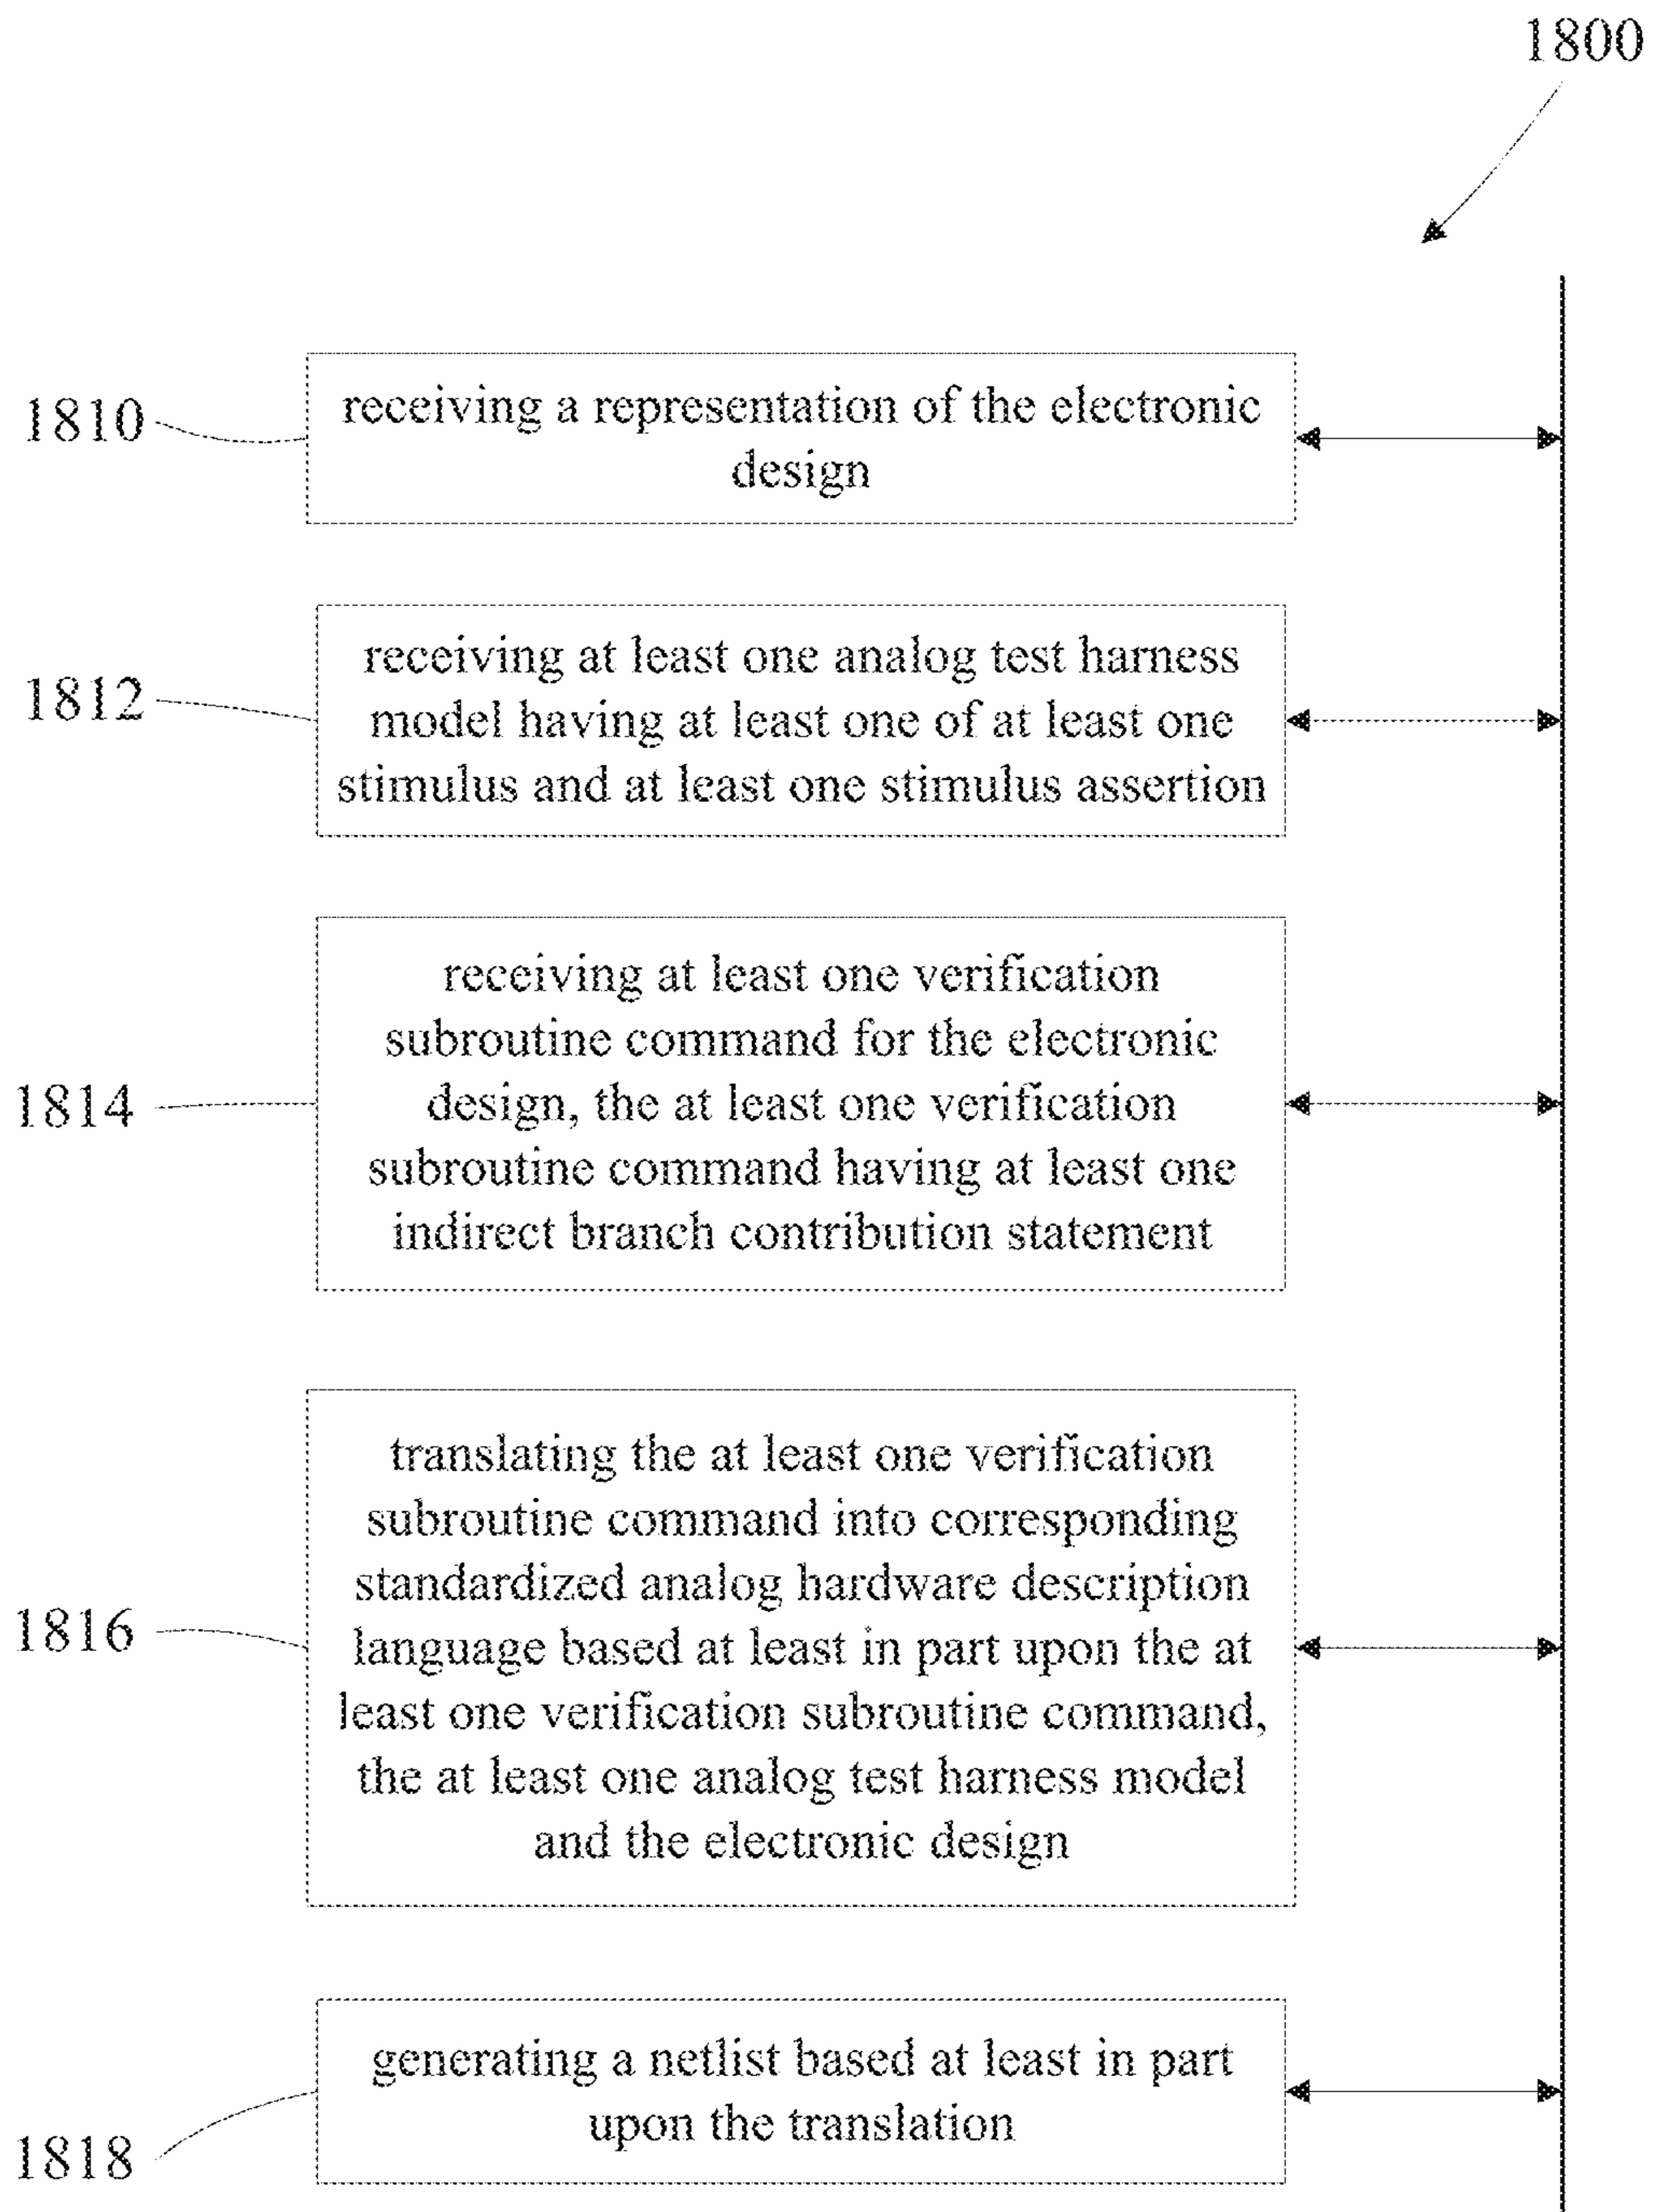 1800
1810
receiving a representation of the electronic
design
1812
receiving at least one analog test harness
model having at least one of at least one
stimulus and at least one stimulus assertion
1814
receiving at least one verification
subroutine command for the electronic
design, the at least one verification
subroutine command having at least one
indirect branch contribution statement
1816
translating the at least one verification
subroutine command into corresponding
standardized analog hardware description
language based at least in part upon the at
least one verification subroutine command,
the at least one analog test harness model
and the electronic design
1818
generating a netlist based at least in part
upon the translation